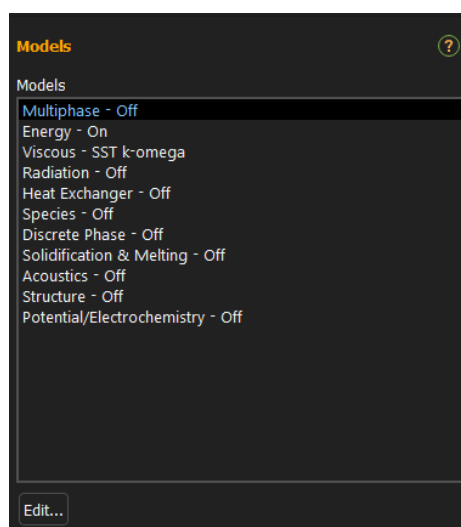 Models
?
Models
Multiphase - Off
Energy - On
Viscous - SST k-omega
Radiation - Off
Heat Exchanger - Off
Species - Off
Discrete Phase - Off
Solidification & Melting - Off
Acoustics - Off
Structure - Off
Potential/Electrochemistry - Off
Edit...